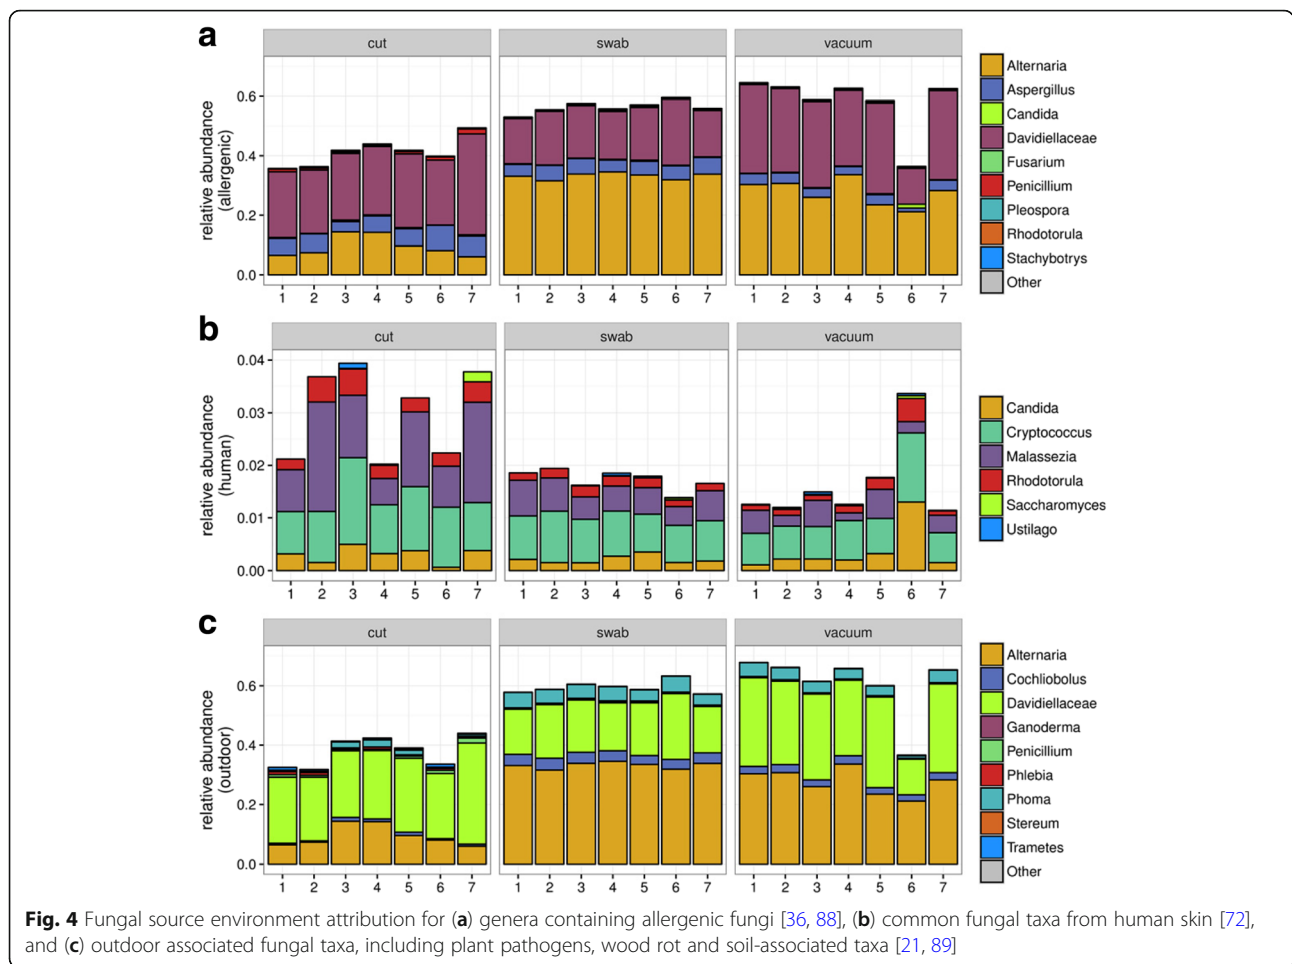 a
cut swab vacuum
relative abundance
(allergenic)
0.6
0.4
0.2
0.0
1 2 3 4 5 6 7 1 2 3 4 5 6 7 1 2 3 4 5 6 7
Alternaria
Aspergillus
Candida
Davidiellaceae
Fusarium
Penicillium
Pleospora
Rhodotorula
Stachybotrys
Other
b
cut swab vacuum
relative abundance
(human)
0.04
0.03
0.02
0.01
0.00
1 2 3 4 5 6 7 1 2 3 4 5 6 7 1 2 3 4 5 6 7
Candida
Cryptococcus
Malassezia
Rhodotorula
Saccharomyces
Ustilago
c
cut swab vacuum
relative abundance
(outdoor)
0.6
0.4
0.2
0.0
1 2 3 4 5 6 7 1 2 3 4 5 6 7 1 2 3 4 5 6 7
Alternaria
Cochliobolus
Davidiellaceae
Ganoderma
Penicillium
Phlebia
Phoma
Stereum
Trametes
Other
Fig. 4 Fungal source environment attribution for (a) genera containing allergenic fungi [36, 88], (b) common fungal taxa from human skin [72],
and (c) outdoor associated fungal taxa, including plant pathogens, wood rot and soil-associated taxa [21, 89]